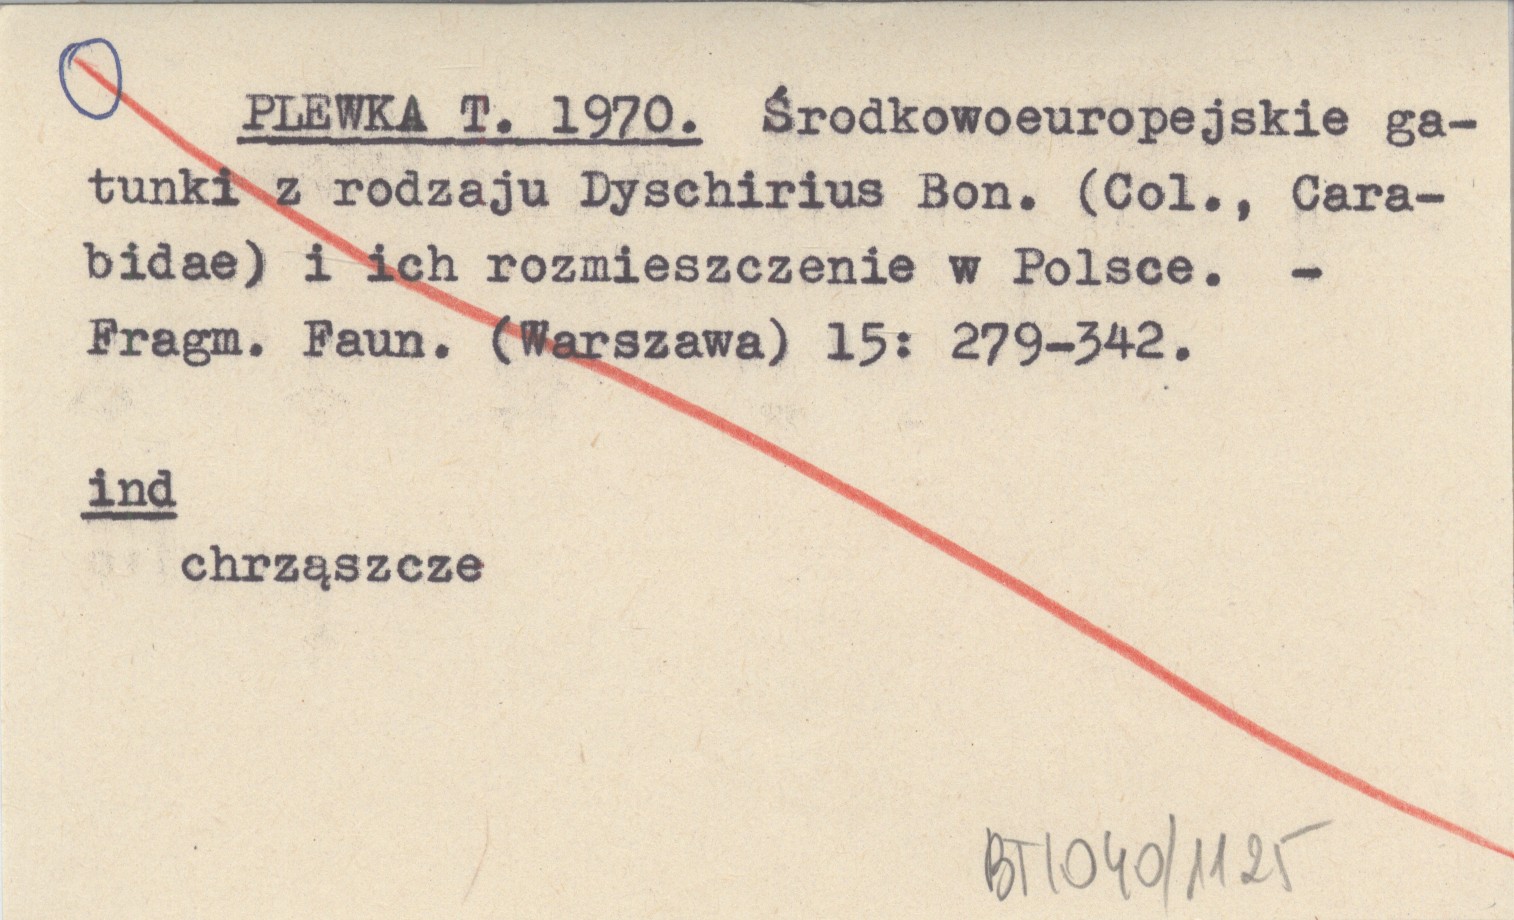 PLEWKA T. 1970. Środkowoeuropejskie ga-
tunki z rodzaju Dyschirius Bon. (Col., Cara-
bidae) i ich rozmieszczenie w Polsce. -
Fragm. Faun. (Warszawa) 15: 279-342.
ind
chrząszcze
BT1040/1125